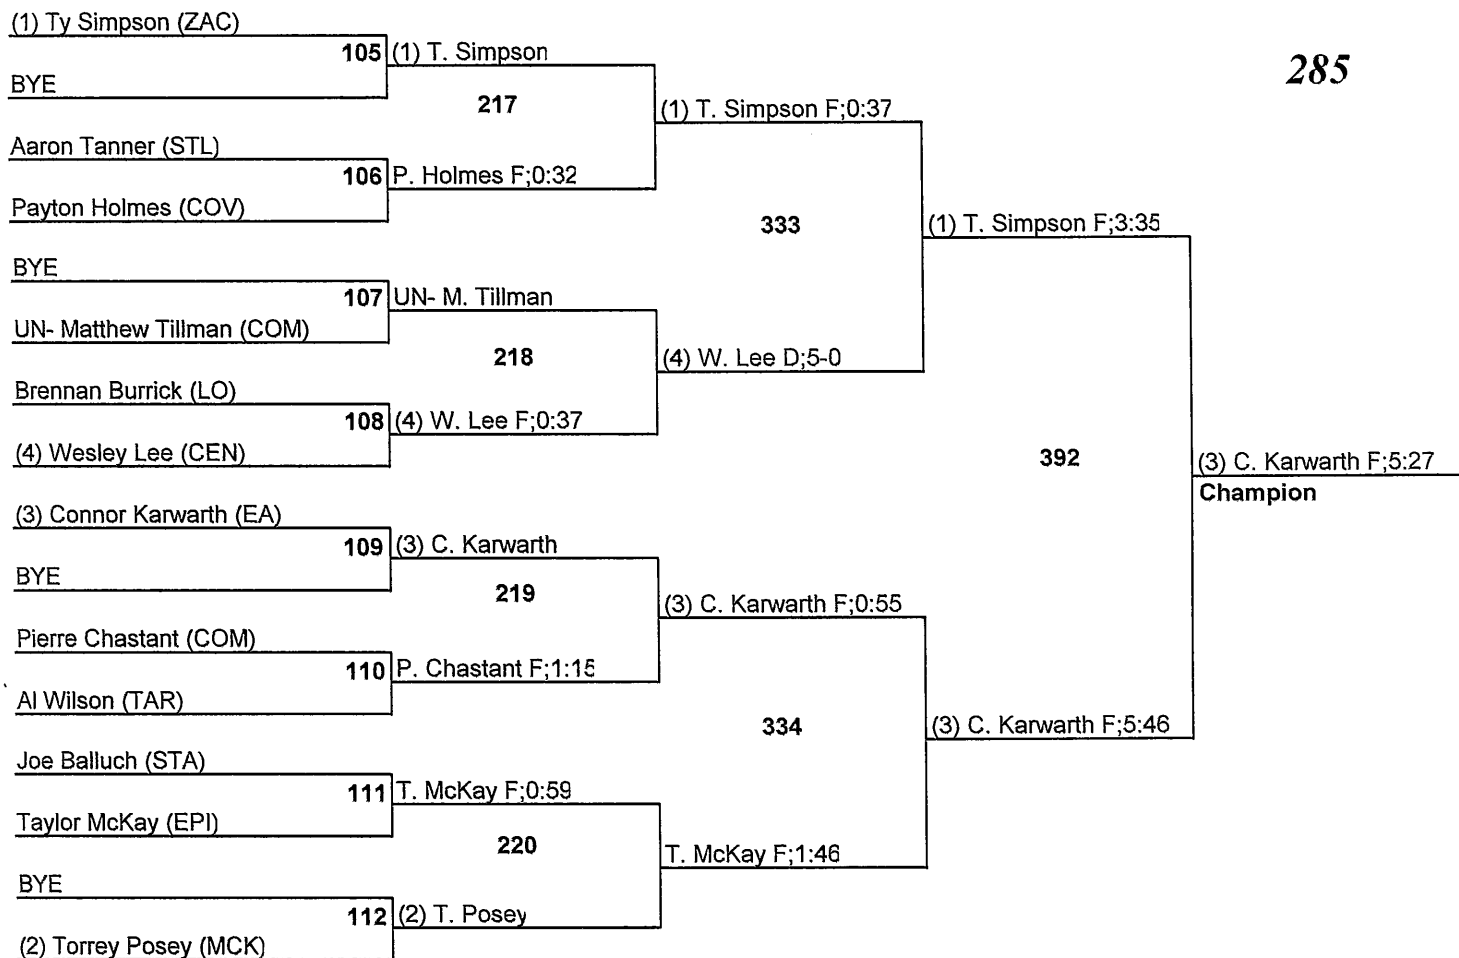 (1) Ty Simpson (ZAC)
105 (1) T. Simpson
285
BYE
217
(1) T. Simpson F;0:37
Aaron Tanner (STL)
106 P. Holmes F;0:32
Payton Holmes (COV)
333
(1) T. Simpson F;3:35
BYE
107 UN- M. Tillman
UN- Matthew Tillman (COM)
218
(4) W. Lee D;5-0
Brennan Burrick (LO)
108 (4) W. Lee F;0:37
(4) Wesley Lee (CEN)
392
(3) C. Karwarth F;5:27
Champion
(3) Connor Karwarth (EA)
109 (3) C. Karwarth
BYE
219
(3) C. Karwarth F;0:55
Pierre Chastant (COM)
110 P. Chastant F;1:15
Al Wilson (TAR)
334
(3) C. Karwarth F;5:46
Joe Balluch (STA)
111 T. McKay F;0:59
Taylor McKay (EPI)
220
T. McKay F;1:46
BYE
112 (2) T. Posey
(2) Torrey Posey (MCK)